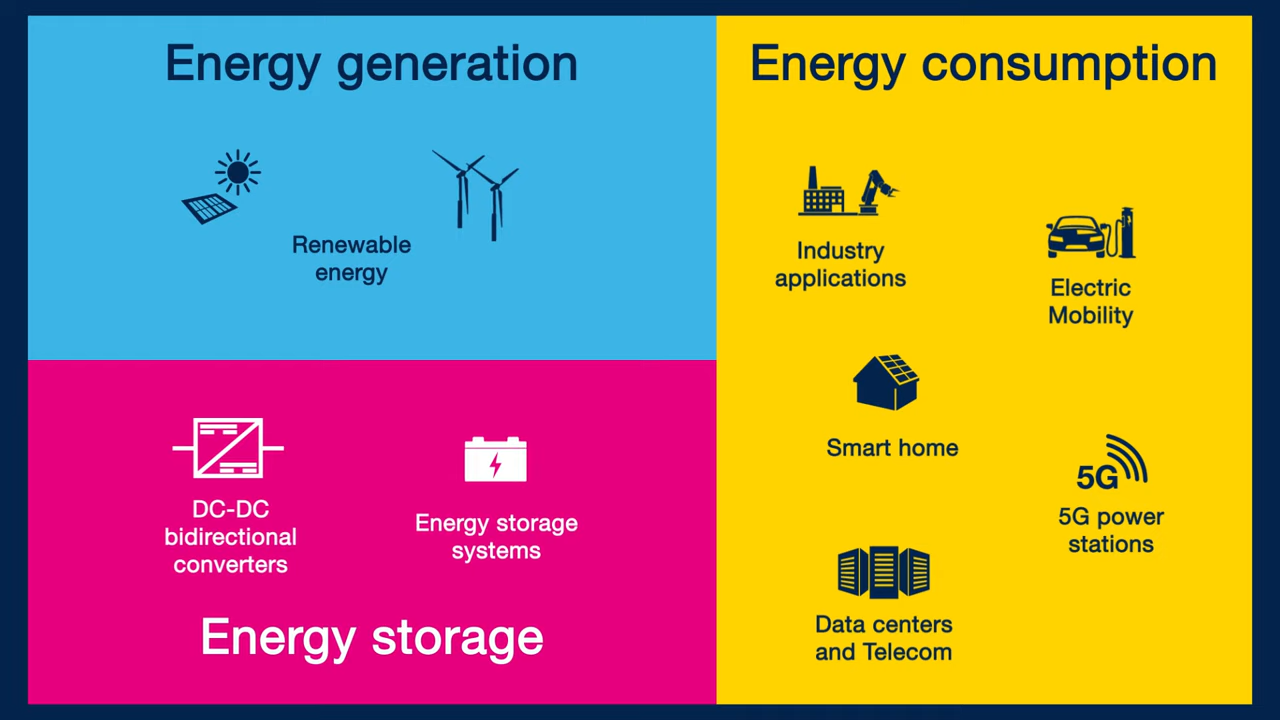 Energy generation
Renewable
energy
DC-DC
bidirectional
converters
Energy storage
systems
Energy storage
Energy consumption
Industry
applications
Electric
Mobility
Smart home
5G
5G power
stations
Data centers
and Telecom